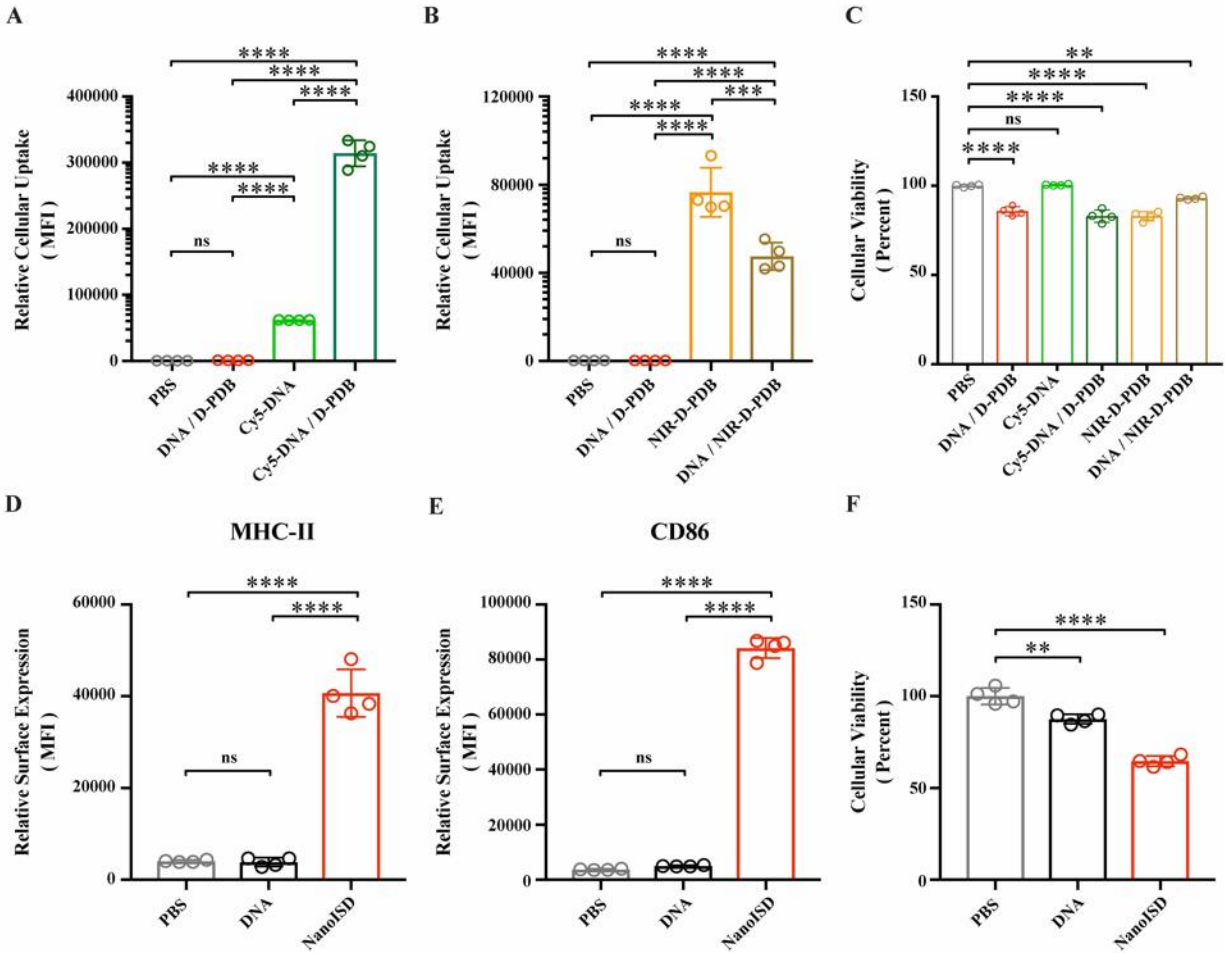 A
****
****
****
****
****
ns
Relative Cellular Uptake
( MFI )
400000
300000
200000
100000
0
PBS
DNA / D-PDB
Cy5-DNA
Cy5-DNA / D-PDB
B
****
****
****
***
****
ns
Relative Cellular Uptake
( MFI )
120000
80000
40000
0
PBS
DNA / D-PDB
NIR-D-PDB
DNA / NIR-D-PDB
C
**
****
****
ns
****
Cellular Viability
( Percent )
150
100
50
0
PBS
DNA / D-PDB
Cy5-DNA
Cy5-DNA / D-PDB
NIR-D-PDB
DNA / NIR-D-PDB
D
MHC-II
****
****
ns
Relative Surface Expression
( MFI )
60000
40000
20000
0
PBS
DNA
NanoISD
E
CD86
****
****
ns
Relative Surface Expression
( MFI )
100000
80000
60000
40000
20000
0
PBS
DNA
NanoISD
F
****
**
Cellular Viability
( Percent )
150
100
50
0
PBS
DNA
NanoISD